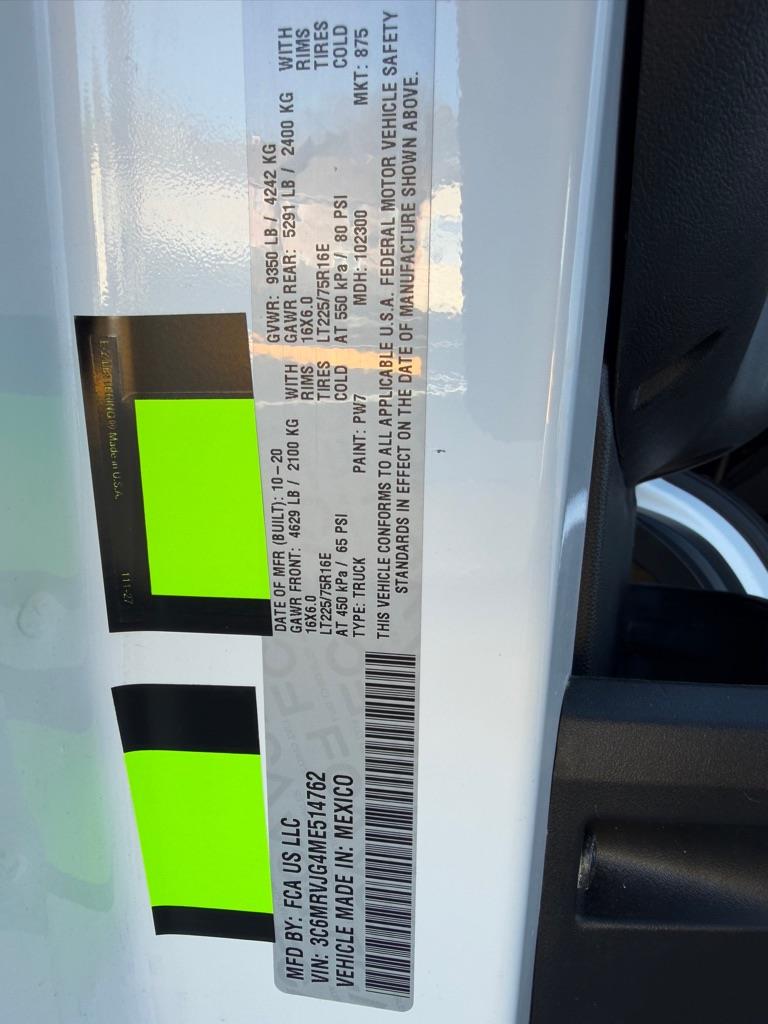 MFD BY: FCA US LLC
VIN: 3C6MRVJG4ME514762
VEHICLE MADE IN: MEXICO
DATE OF MFR (BUILT): 10-20 GVWR: 9350 LB / 4242 KG
GAWR FRONT: 4629 LB / 2100 KG WITH GAWR REAR: 5291 LB / 2400 KG WITH
16X6.0 RIMS 16X6.0 RIMS
LT225/75R16E TIRES LT225/75R16E TIRES
AT 450 kPa / 65 PSI COLD AT 550 kPa / 80 PSI COLD
TYPE: TRUCK PAINT: PW7 MDH: 102300 MKT: 875
THIS VEHICLE CONFORMS TO ALL APPLICABLE U.S.A. FEDERAL MOTOR VEHICLE SAFETY
STANDARDS IN EFFECT ON THE DATE OF MANUFACTURE SHOWN ABOVE.
Made in U.S.A.